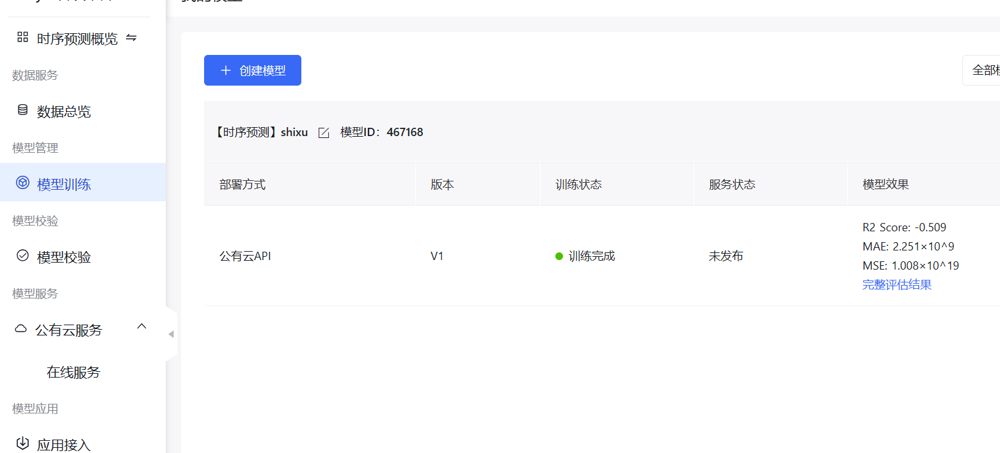 时序预测概览
数据服务
数据总览
模型管理
模型训练
模型校验
模型校验
模型服务
公有云服务
在线服务
模型应用
应用接入
我的模型
创建模型
全部
【时序预测】shixu 模型ID：467168
部署方式 版本 训练状态 服务状态 模型效果
公有云API V1 训练完成 未发布
R2 Score: -0.509
MAE: 2.251×10^9
MSE: 1.008×10^19
完整评估结果